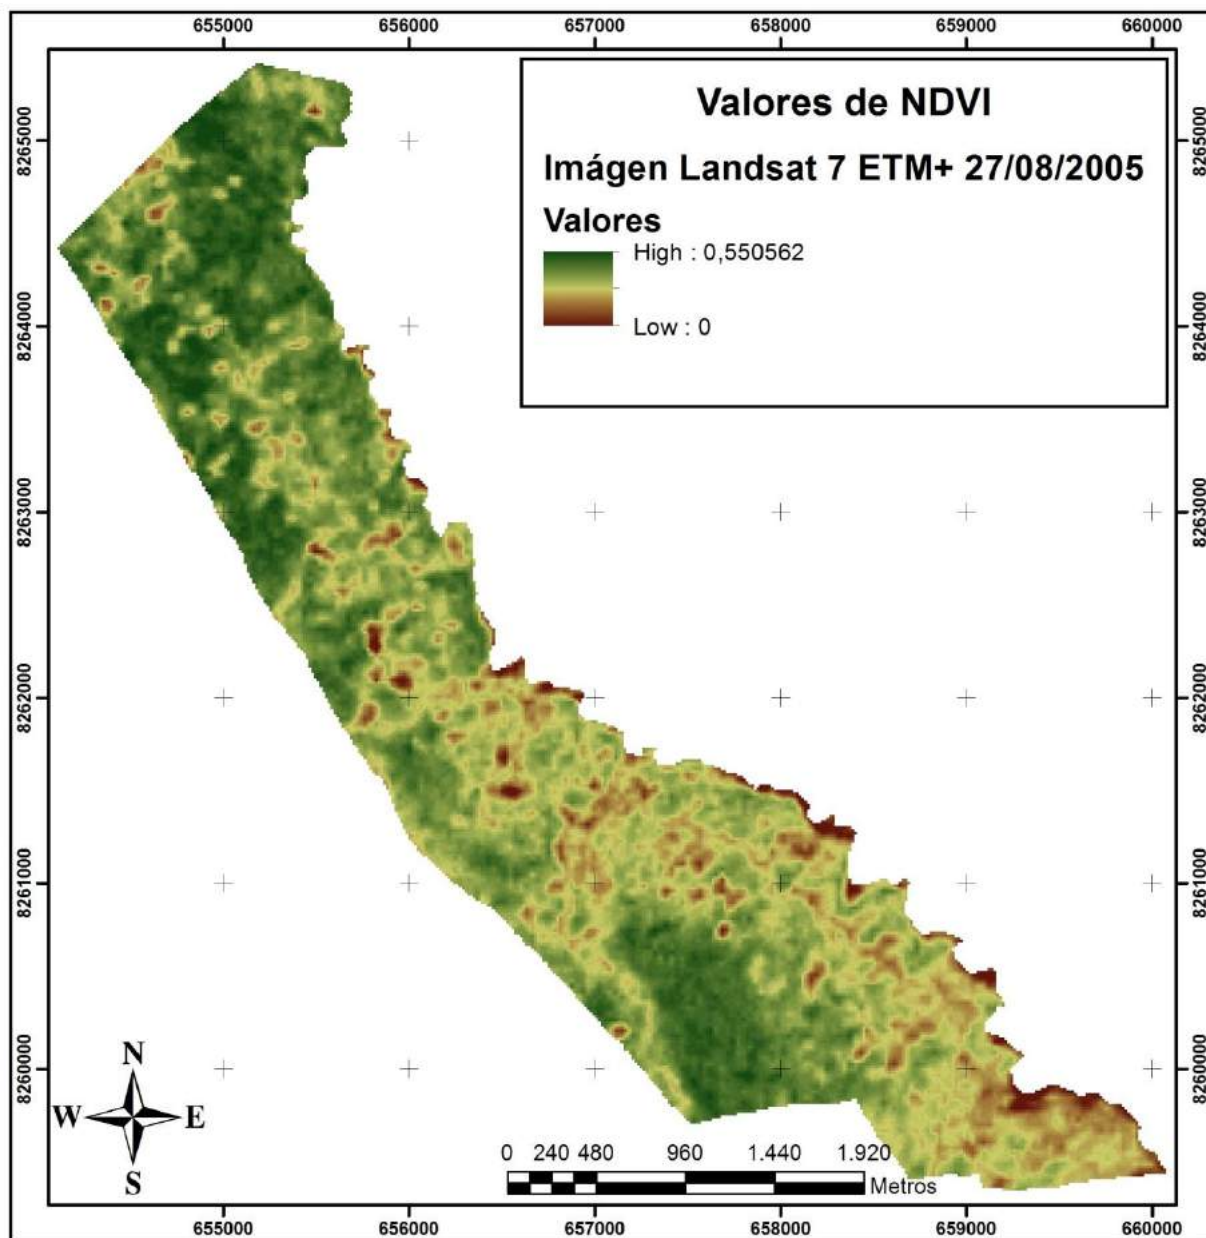 655000 656000 657000 658000 659000 660000
Valores de NDVI
Imágen Landsat 7 ETM+ 27/08/2005
Valores
High : 0,550562
Low : 0
8265000 8265000
8264000 8264000
8263000 8263000
8262000 8262000
8261000 8261000
8260000 8260000
N
W E
S
0 240 480 960 1.440 1.920
Metros
655000 656000 657000 658000 659000 660000